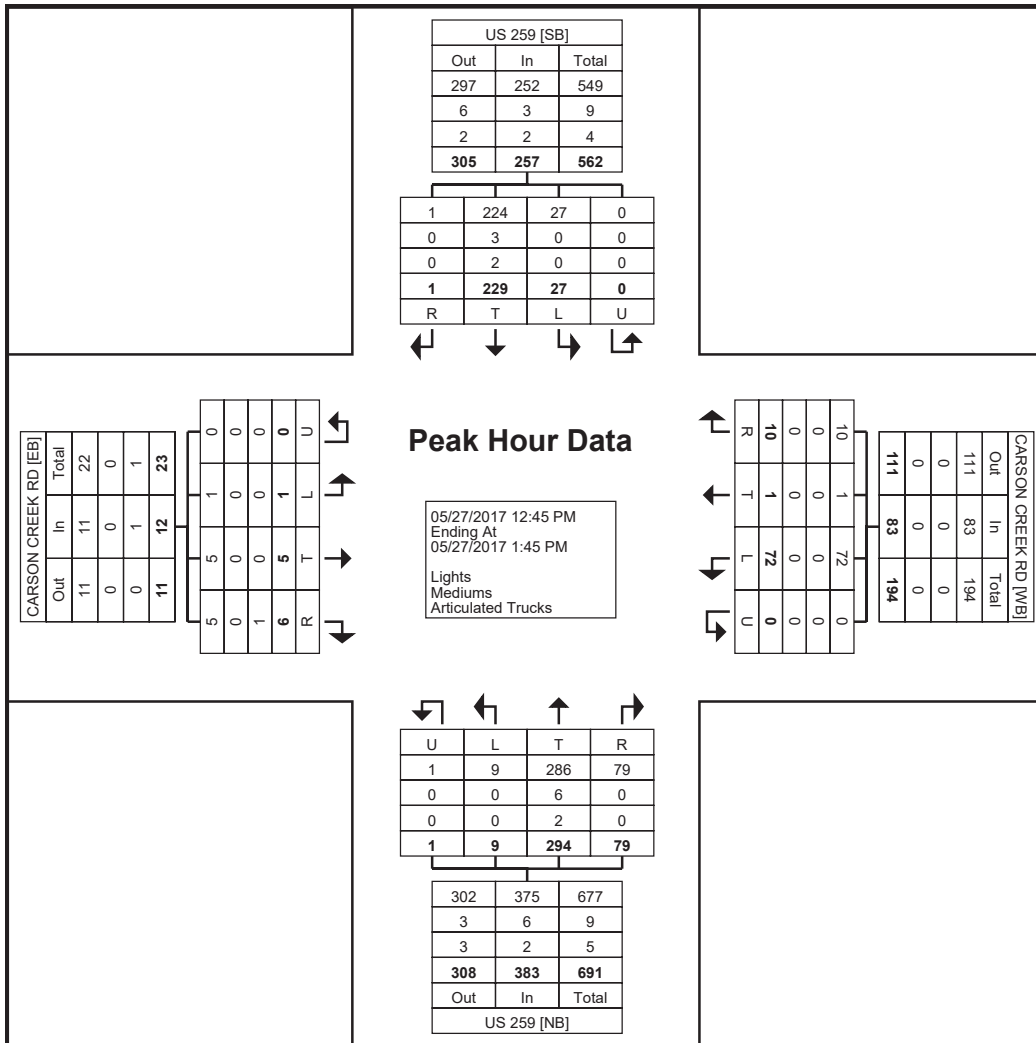 US 259 [SB]
Out In Total
297 252 549
6 3 9
2 2 4
305 257 562
1 224 27 0
0 3 0 0
0 2 0 0
1 229 27 0
R T L U
CARSON CREEK RD [EB]
Total In Out
22 11 11
0 0 0
1 1 0
23 12 11
0 1 5 5
0 0 0 0
0 0 0 1
0 1 5 6
U L T R
Peak Hour Data
05/27/2017 12:45 PM
Ending At
05/27/2017 1:45 PM
Lights
Mediums
Articulated Trucks
R T L U
10 1 72 0
0 0 0 0
0 0 0 0
10 1 72 0
111 83 194
0 0 0
0 0 0
111 83 194
Out In Total
CARSON CREEK RD [WB]
U L T R
1 9 286 79
0 0 6 0
0 0 2 0
1 9 294 79
302 375 677
3 6 9
3 2 5
308 383 691
Out In Total
US 259 [NB]